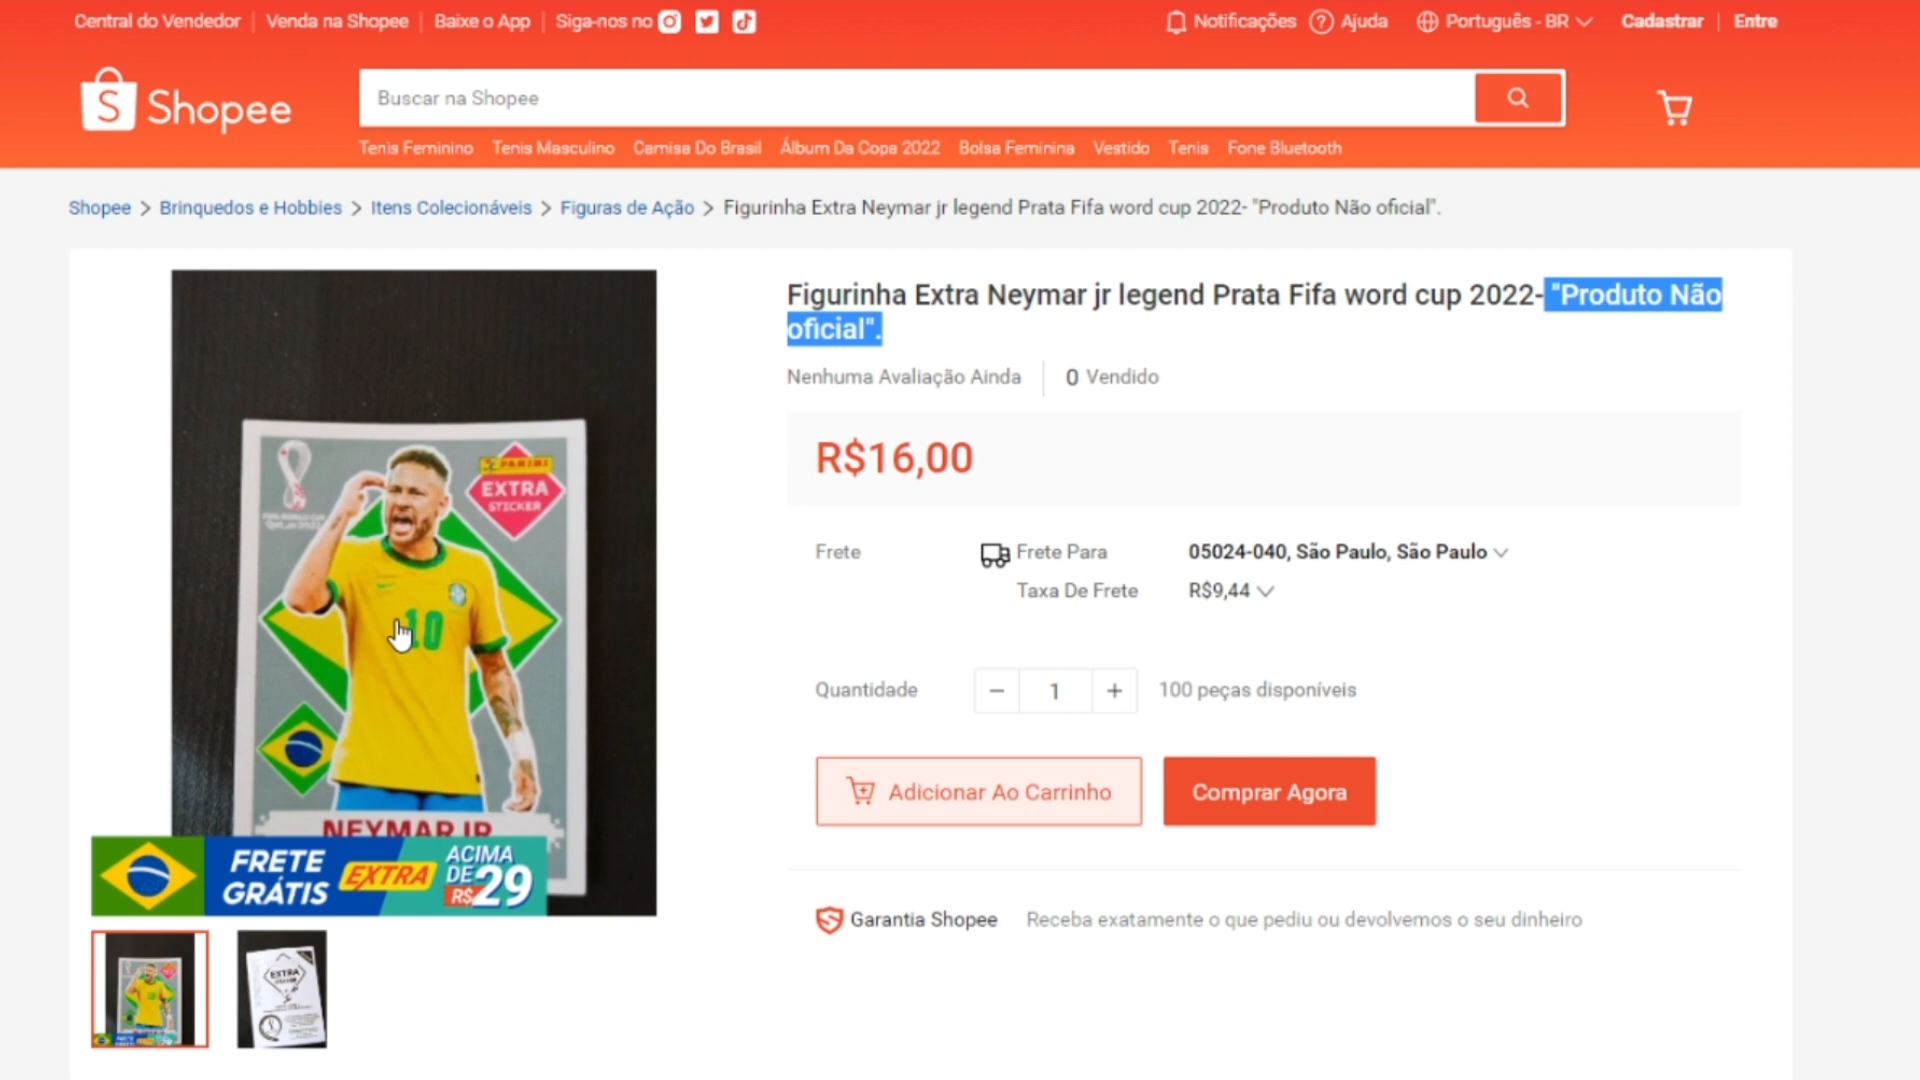 Central do Vendedor
Venda na Shopee
Baixe o App
Siga-nos no
Notificações
Ajuda
Português - BR
Cadastrar
Entre
Shopee
Buscar na Shopee
Tenis Feminino
Tenis Masculino
Camisa Do Brasil
Álbum Da Copa 2022
Bolsa Feminina
Vestido
Tenis
Fone Bluetooth
Shopee > Brinquedos e Hobbies > Itens Colecionáveis > Figuras de Ação > Figurinha Extra Neymar jr legend Prata Fifa word cup 2022- "Produto Não oficial".
PANINI
EXTRA
STICKER
10
NEYMAR JR
FRETE
GRÁTIS
EXTRA
ACIMA
DE
R$29
EXTRA
Figurinha Extra Neymar jr legend Prata Fifa word cup 2022- "Produto Não
oficial".
Nenhuma Avaliação Ainda
0 Vendido
R$16,00
Frete
Frete Para
05024-040, São Paulo, São Paulo
Taxa De Frete
R$9,44
Quantidade
− 1 +
100 peças disponíveis
Adicionar Ao Carrinho
Comprar Agora
Garantia Shopee
Receba exatamente o que pediu ou devolvemos o seu dinheiro